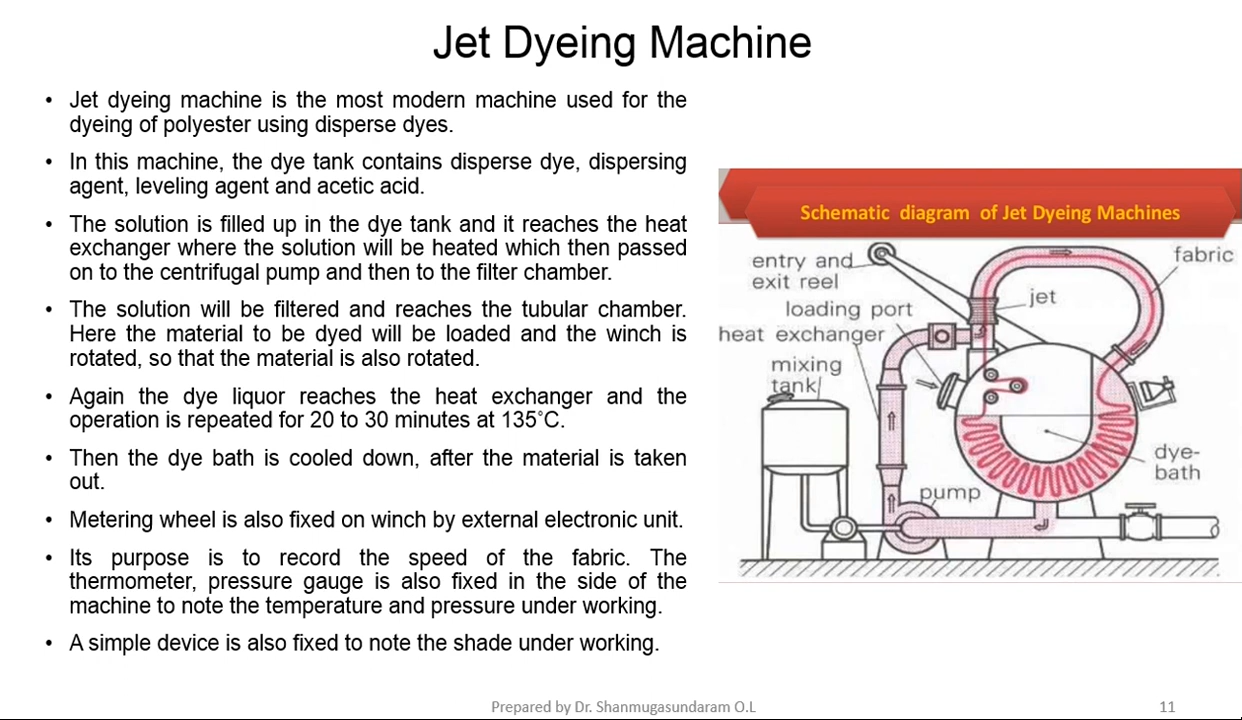 Jet Dyeing Machine
• Jet dyeing machine is the most modern machine used for the
dyeing of polyester using disperse dyes.
• In this machine, the dye tank contains disperse dye, dispersing
agent, leveling agent and acetic acid.
• The solution is filled up in the dye tank and it reaches the heat
exchanger where the solution will be heated which then passed
on to the centrifugal pump and then to the filter chamber.
• The solution will be filtered and reaches the tubular chamber.
Here the material to be dyed will be loaded and the winch is
rotated, so that the material is also rotated.
• Again the dye liquor reaches the heat exchanger and the
operation is repeated for 20 to 30 minutes at 135°C.
• Then the dye bath is cooled down, after the material is taken
out.
• Metering wheel is also fixed on winch by external electronic unit.
• Its purpose is to record the speed of the fabric. The
thermometer, pressure gauge is also fixed in the side of the
machine to note the temperature and pressure under working.
• A simple device is also fixed to note the shade under working.
Schematic diagram of Jet Dyeing Machines
entry and
exit reel
fabric
jet
loading port
heat exchanger
mixing
tank
dye-
bath
pump
Prepared by Dr. Shanmugasundaram O.L
11